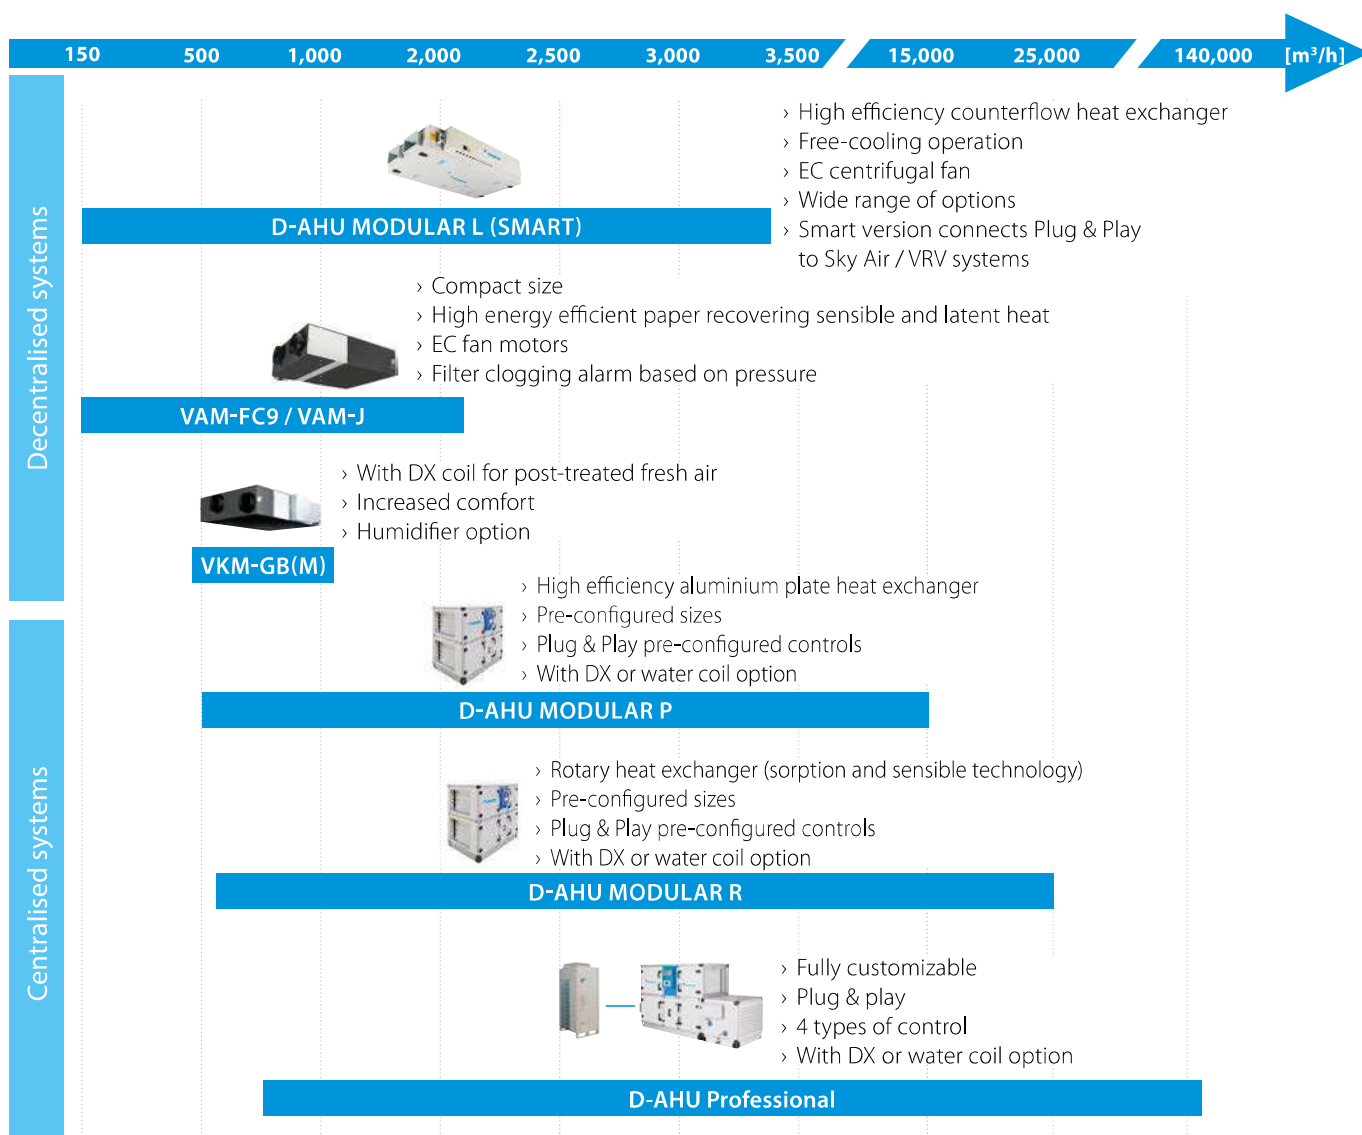 150 500 1,000 2,000 2,500 3,000 3,500 15,000 25,000 140,000 [m³/h]
Decentralised systems
› High efficiency counterflow heat exchanger
› Free-cooling operation
› EC centrifugal fan
› Wide range of options
› Smart version connects Plug & Play
to Sky Air / VRV systems
D-AHU MODULAR L (SMART)
› Compact size
› High energy efficient paper recovering sensible and latent heat
› EC fan motors
› Filter clogging alarm based on pressure
VAM-FC9 / VAM-J
› With DX coil for post-treated fresh air
› Increased comfort
› Humidifier option
VKM-GB(M)
Centralised systems
› High efficiency aluminium plate heat exchanger
› Pre-configured sizes
› Plug & Play pre-configured controls
› With DX or water coil option
D-AHU MODULAR P
› Rotary heat exchanger (sorption and sensible technology)
› Pre-configured sizes
› Plug & Play pre-configured controls
› With DX or water coil option
D-AHU MODULAR R
› Fully customizable
› Plug & play
› 4 types of control
› With DX or water coil option
D-AHU Professional